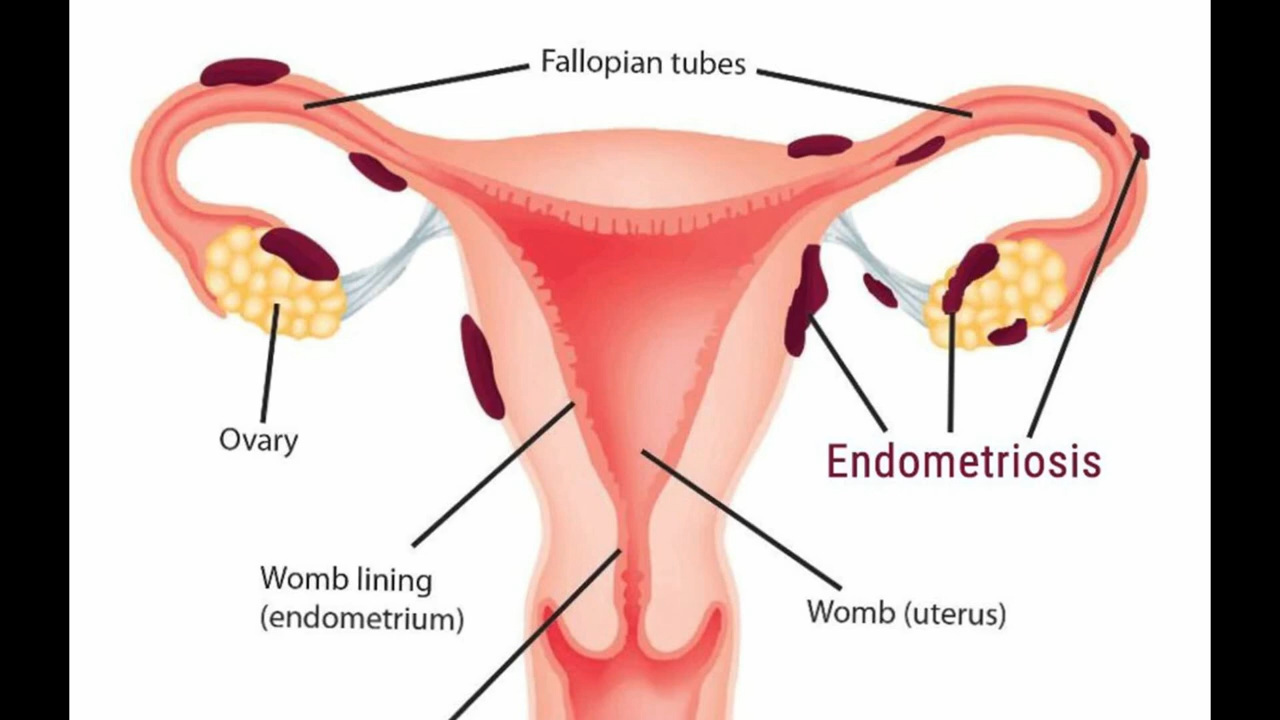 Fallopian tubes
Ovary
Endometriosis
Womb lining
(endometrium)
Womb (uterus)